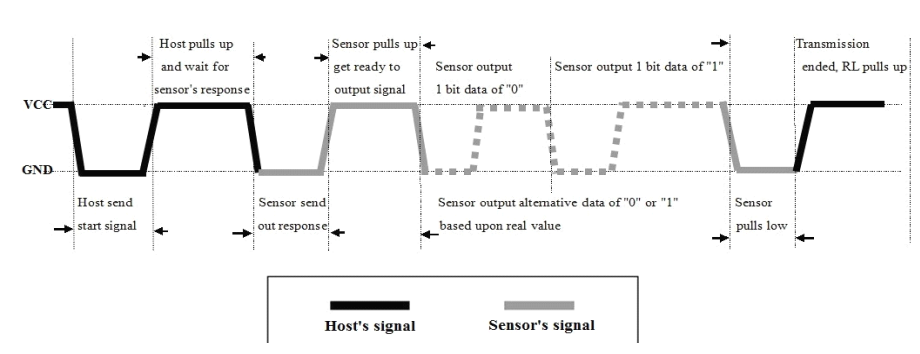 Host pulls up
and wait for
sensor's response
Sensor pulls up
get ready to
output signal
Sensor output
1 bit data of "0"
Sensor output 1 bit data of "1"
Transmission
ended, RL pulls up
VCC
GND
Host send
start signal
Sensor send
out response
Sensor output alternative data of "0" or "1"
based upon real value
Sensor
pulls low
Host's signal
Sensor's signal